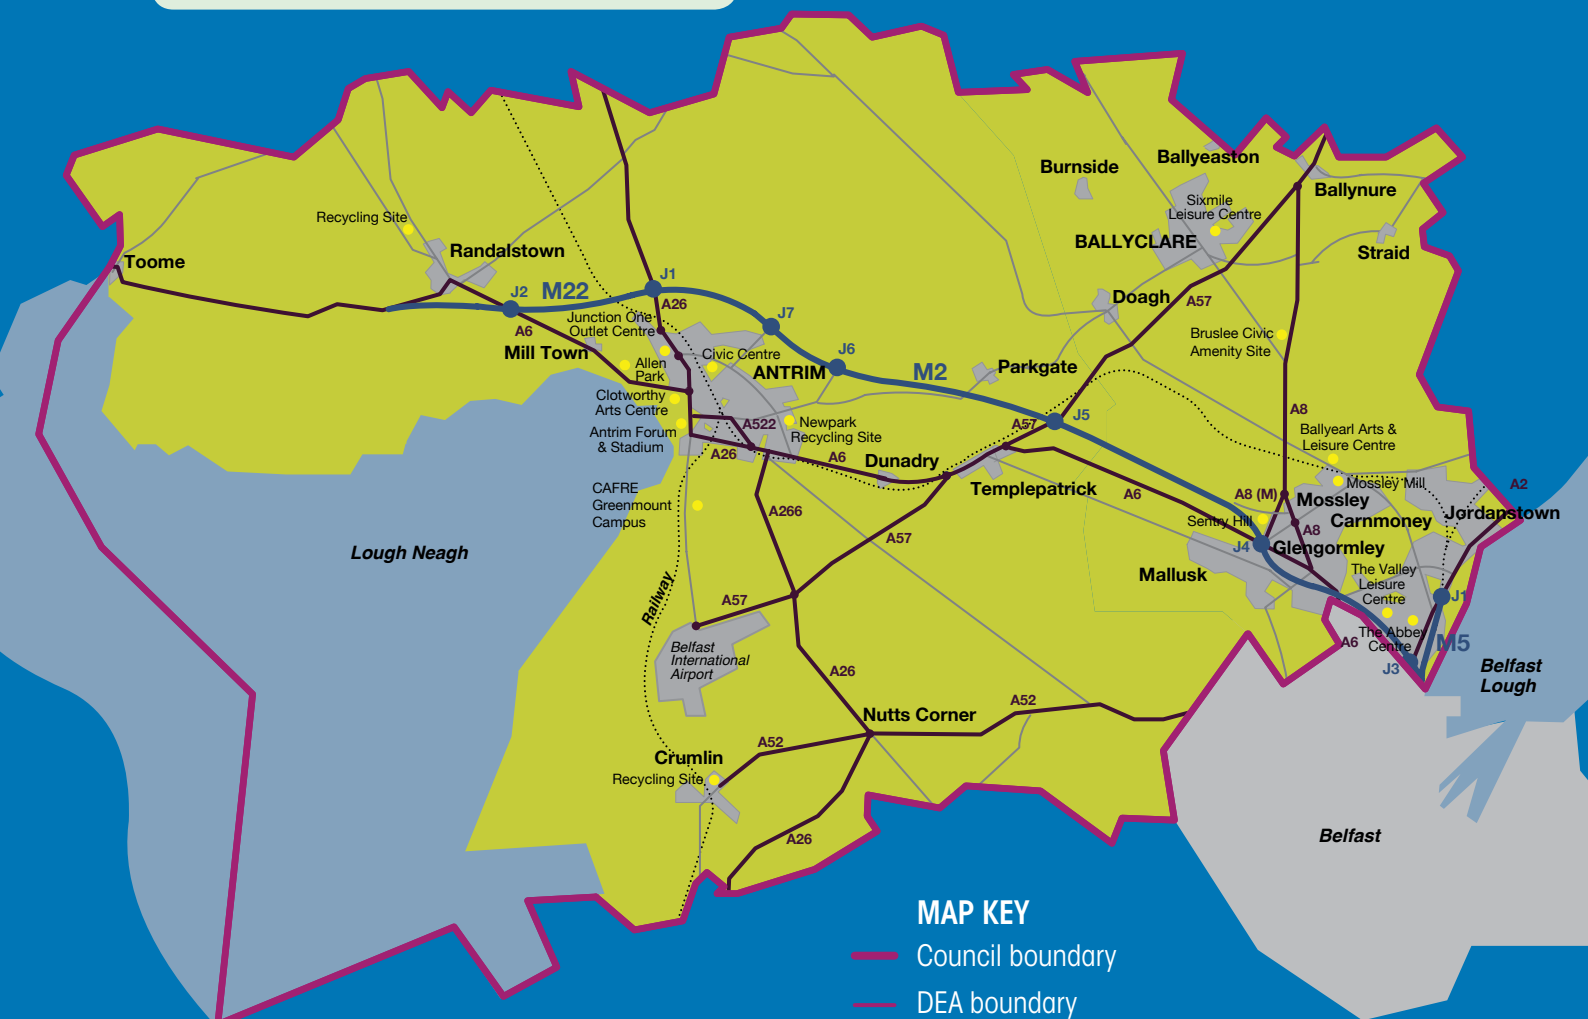 Burnside
Ballyeaston
Ballynure
Sixmile
Leisure Centre
BALLYCLARE
Straid
Recycling Site
Randalstown
Toome
J2
M22
J1
A26
J7
Doagh
A57
A6
Junction One
Outlet Centre
Mill Town
Allen
Park
Civic Centre
ANTRIM
J6
M2
Parkgate
Bruslee Civic
Amenity Site
Clotworthy
Arts Centre
Antrim Forum
& Stadium
A522
Newpark
Recycling Site
A26
A6
Dunadry
A57
J5
A8
Ballyearl Arts &
Leisure Centre
Templepatrick
A6
CAFRE
Greenmount
Campus
A266
A57
A8 (M)
Mossley Mill
Mossley
A2
Sentry Hill
Carnmoney
Jordanstown
A8
J4
Glengormley
Mallusk
The Valley
Leisure
Centre
J1
The Abbey
Centre
A6
M5
J3
Lough Neagh
Railway
A57
Belfast
International
Airport
A26
Belfast
Lough
Nutts Corner
A52
A52
Crumlin
Recycling Site
A26
Belfast
MAP KEY
Council boundary
DEA boundary